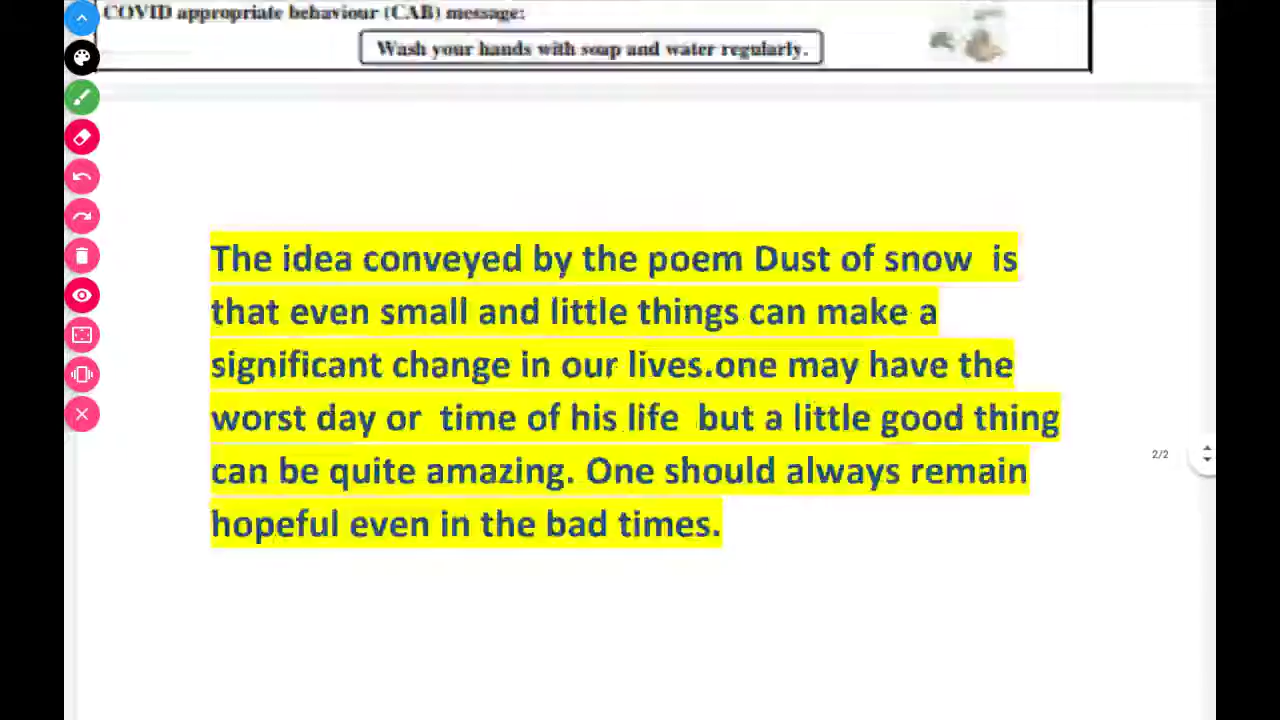 COVID appropriate behaviour (CAB) message:
Wash your hands with soap and water regularly.
The idea conveyed by the poem Dust of snow is
that even small and little things can make a
significant change in our lives.one may have the
worst day or time of his life but a little good thing
can be quite amazing. One should always remain
hopeful even in the bad times.
2/2